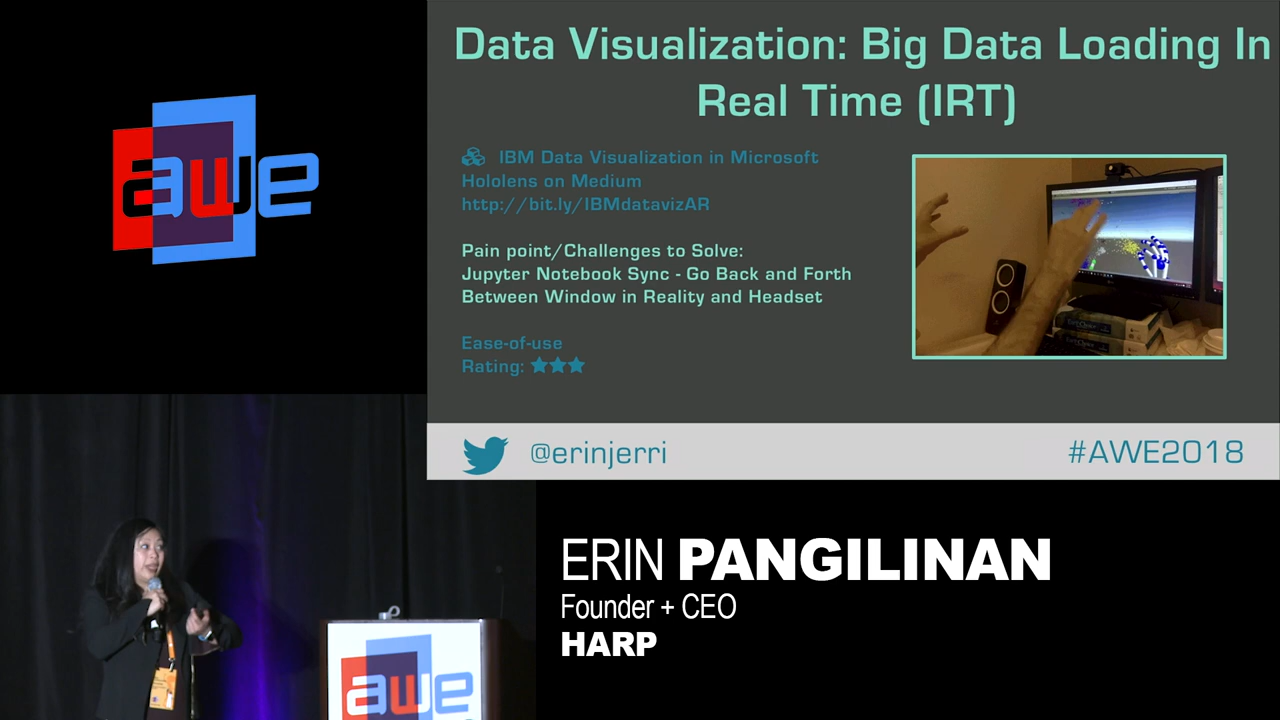 awe
Data Visualization: Big Data Loading In
Real Time (IRT)
IBM Data Visualization in Microsoft
Hololens on Medium
http://bit.ly/IBMdatavizAR
Pain point/Challenges to Solve:
Jupyter Notebook Sync - Go Back and Forth
Between Window in Reality and Headset
Ease-of-use
Rating: ★★★
@erinjerri
#AWE2018
ERIN PANGILINAN
Founder + CEO
HARP
awe